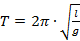 T = 2π · √(l/g)